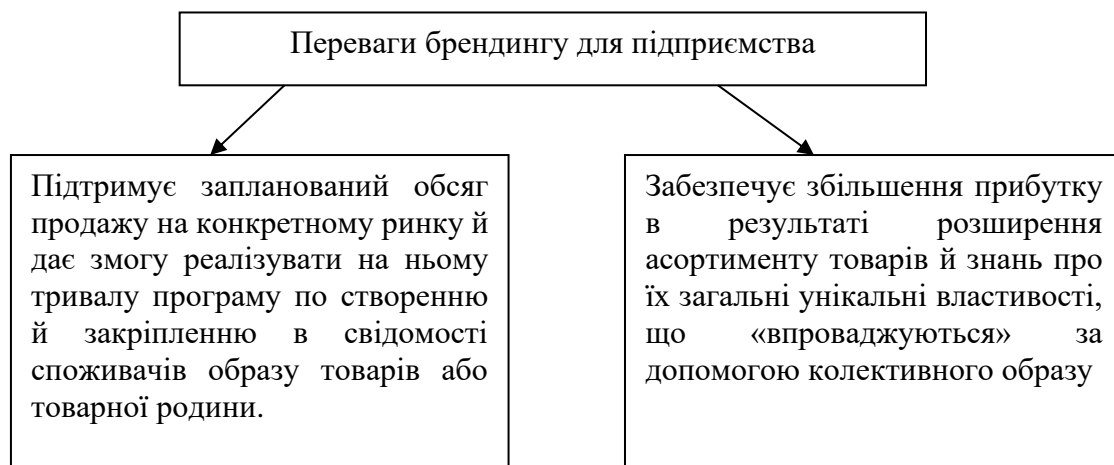 Переваги брендингу для підприємства
Підтримує запланований обсяг
продажу на конкретному ринку й
дає змогу реалізувати на ньому
тривалу програму по створенню
й закріпленню в свідомості
споживачів образу товарів або
товарної родини.
Забезпечує збільшення прибутку
в результаті розширення
асортименту товарів й знань про
їх загальні унікальні властивості,
що «впроваджуються» за
допомогою колективного образу